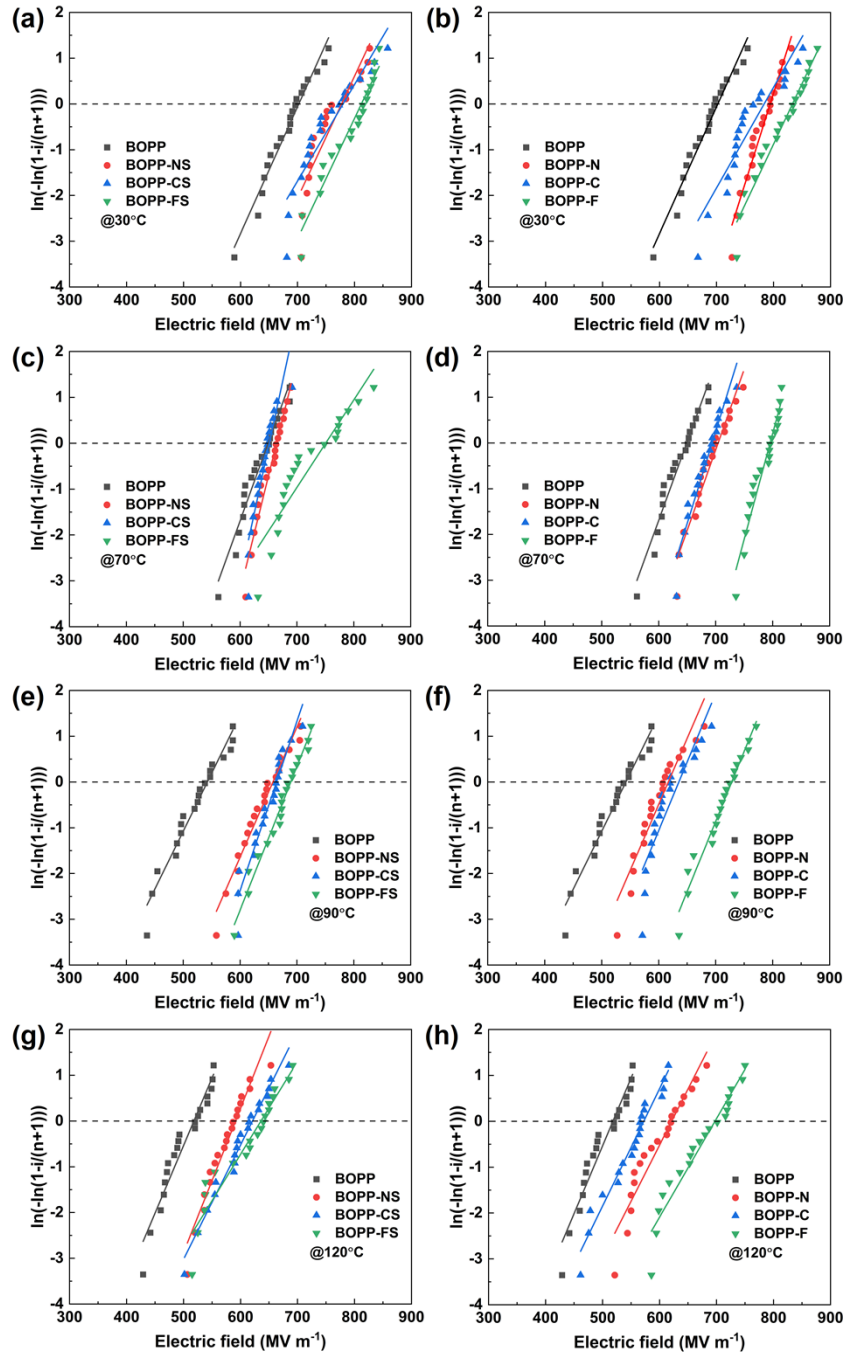 (a)
2
1
0
-1
-2
-3
-4
ln(-ln(1-i/(n+1)))
BOPP
BOPP-NS
BOPP-CS
BOPP-FS
@30°C
300 400 500 600 700 800 900
Electric field (MV m⁻¹)
(b)
2
1
0
-1
-2
-3
-4
ln(-ln(1-i/(n+1)))
BOPP
BOPP-N
BOPP-C
BOPP-F
@30°C
300 400 500 600 700 800 900
Electric field (MV m⁻¹)
(c)
2
1
0
-1
-2
-3
-4
ln(-ln(1-i/(n+1)))
BOPP
BOPP-NS
BOPP-CS
BOPP-FS
@70°C
300 400 500 600 700 800 900
Electric field (MV m⁻¹)
(d)
2
1
0
-1
-2
-3
-4
ln(-ln(1-i/(n+1)))
BOPP
BOPP-N
BOPP-C
BOPP-F
@70°C
300 400 500 600 700 800 900
Electric field (MV m⁻¹)
(e)
2
1
0
-1
-2
-3
-4
ln(-ln(1-i/(n+1)))
BOPP
BOPP-NS
BOPP-CS
BOPP-FS
@90°C
300 400 500 600 700 800 900
Electric field (MV m⁻¹)
(f)
2
1
0
-1
-2
-3
-4
ln(-ln(1-i/(n+1)))
BOPP
BOPP-N
BOPP-C
BOPP-F
@90°C
300 400 500 600 700 800 900
Electric field (MV m⁻¹)
(g)
2
1
0
-1
-2
-3
-4
ln(-ln(1-i/(n+1)))
BOPP
BOPP-NS
BOPP-CS
BOPP-FS
@120°C
300 400 500 600 700 800 900
Electric field (MV m⁻¹)
(h)
2
1
0
-1
-2
-3
-4
ln(-ln(1-i/(n+1)))
BOPP
BOPP-N
BOPP-C
BOPP-F
@120°C
300 400 500 600 700 800 900
Electric field (MV m⁻¹)